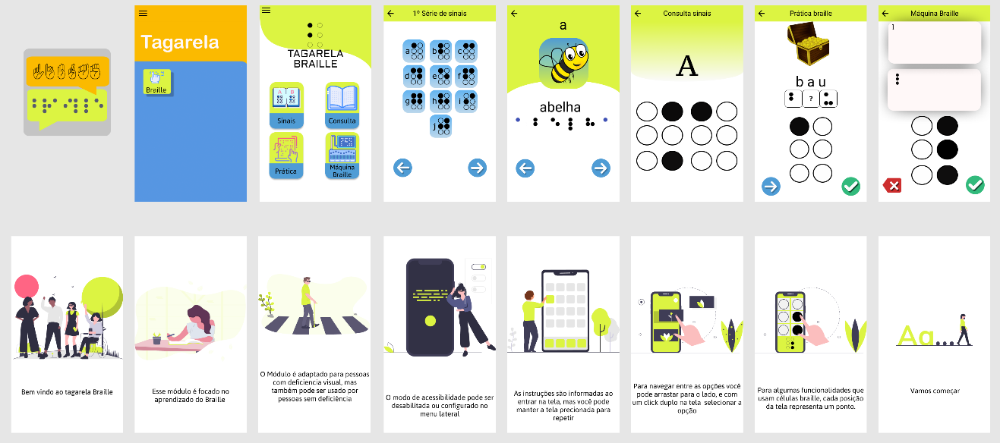 Tagarela
Braille
TAGARELA
BRAILLE
Sinais
Consulta
Prática
Máquina
Braille
1º Série de sinais
a
b
c
d
e
f
g
h
i
j
a
abelha
Consulta sinais
A
Prática braille
b a u
?
Máquina Braille
l
Bem vindo ao tagarela Braille
Esse módulo é focado no
aprendizado do Braille
O Módulo é adaptado para pessoas
com deficiencia visual, mas
também pode ser usado por
pessoas sem deficiência
O modo de acessibilidade pode ser
desabilitada ou configurado no
menu lateral
As instruções são informadas ao
entrar na tela, mas você pode
manter a tela precionada para
repetir
Para navegar entre as opções você
pode arrastar para o lado, e com
um click duplo na tela selecionar a
opção
Para algumas funcionalidades que
usam células braille, cada posição
da tela representa um ponto.
Aa
Vamos começar